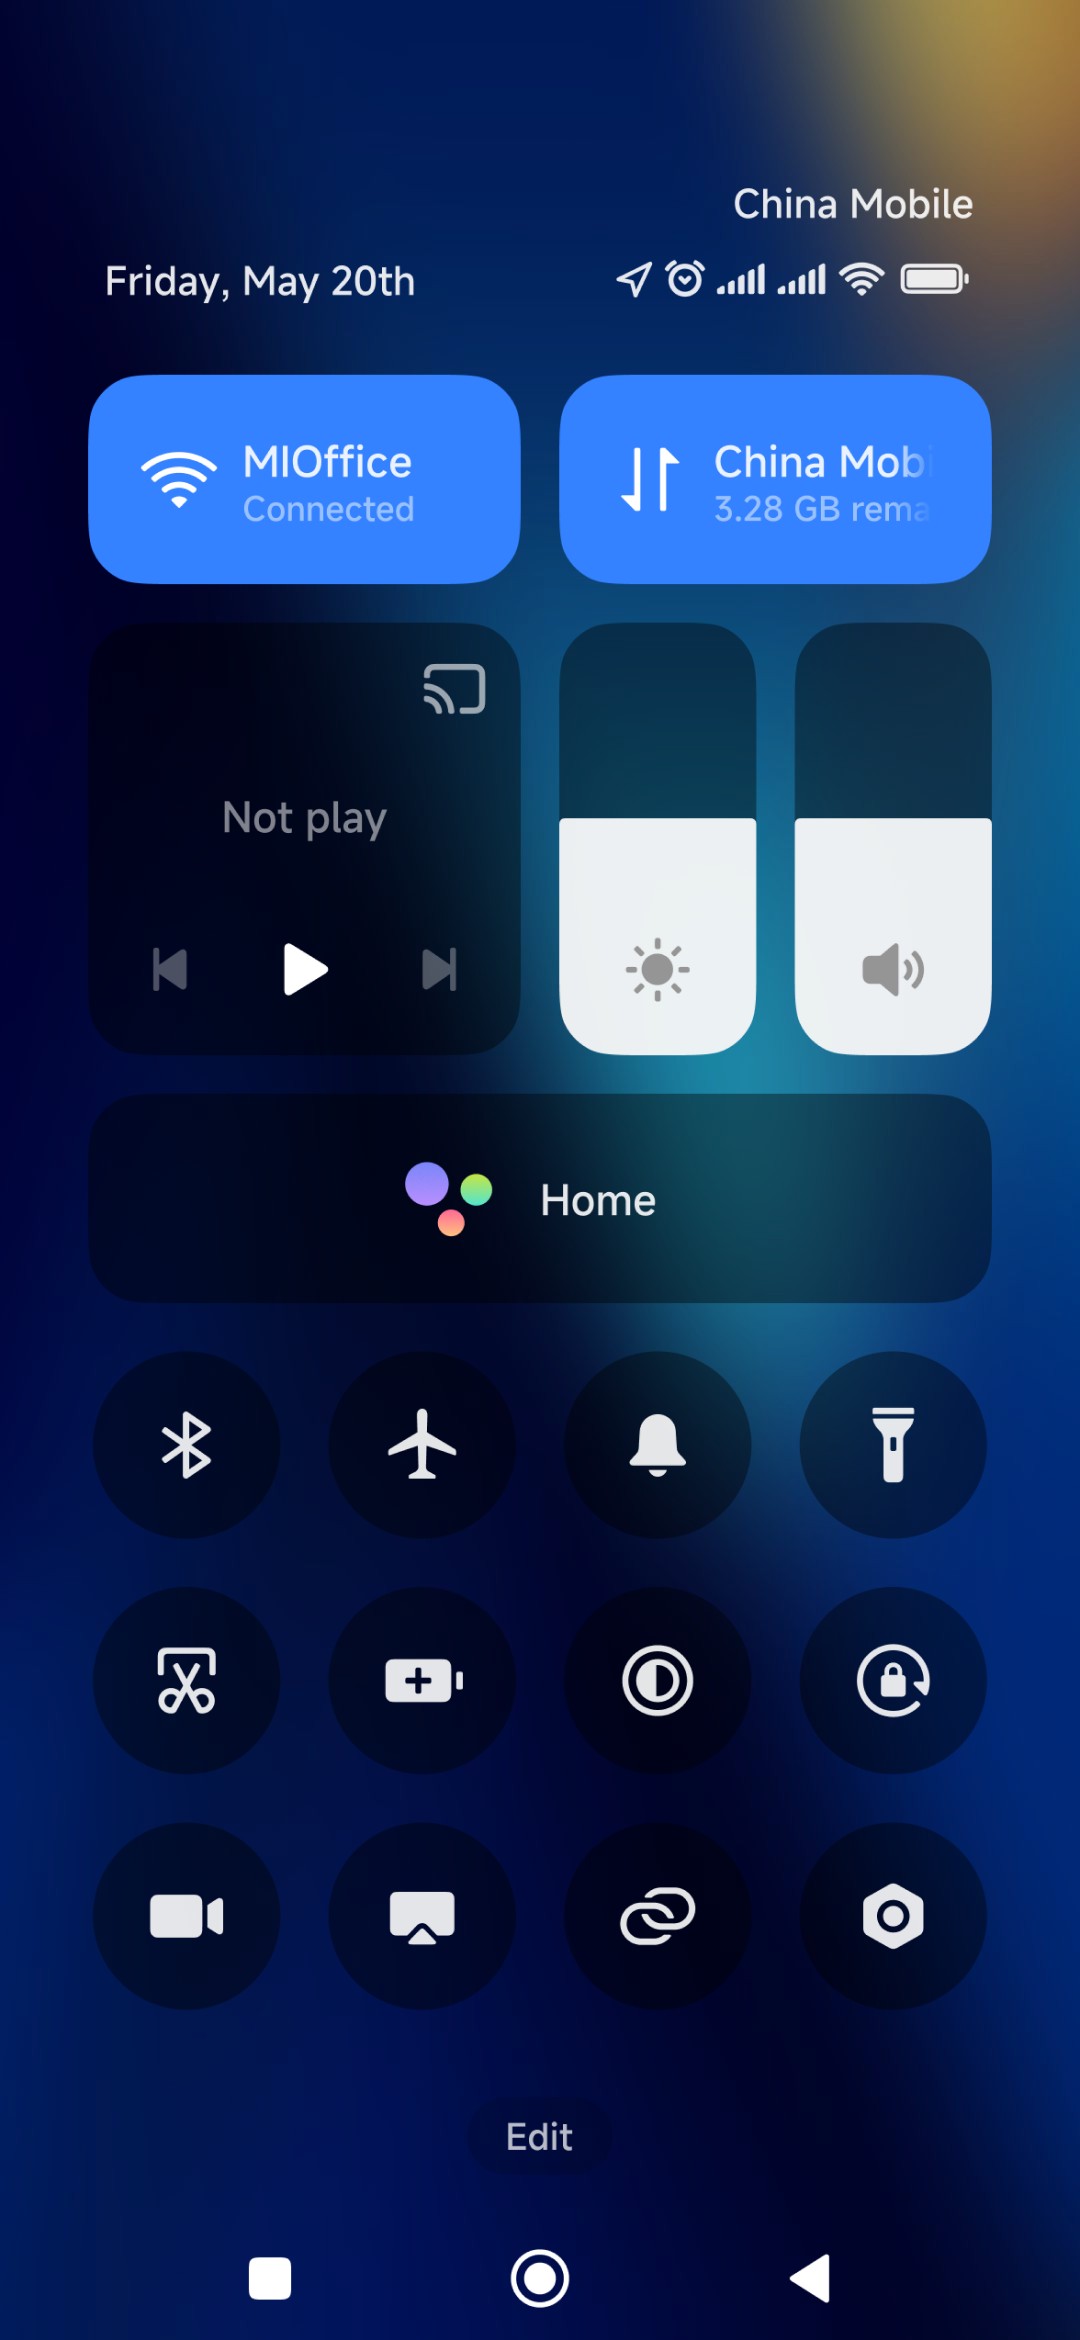 China Mobile
Friday, May 20th
MIOffice
Connected
China Mobi
3.28 GB rema
Not play
Home
Edit